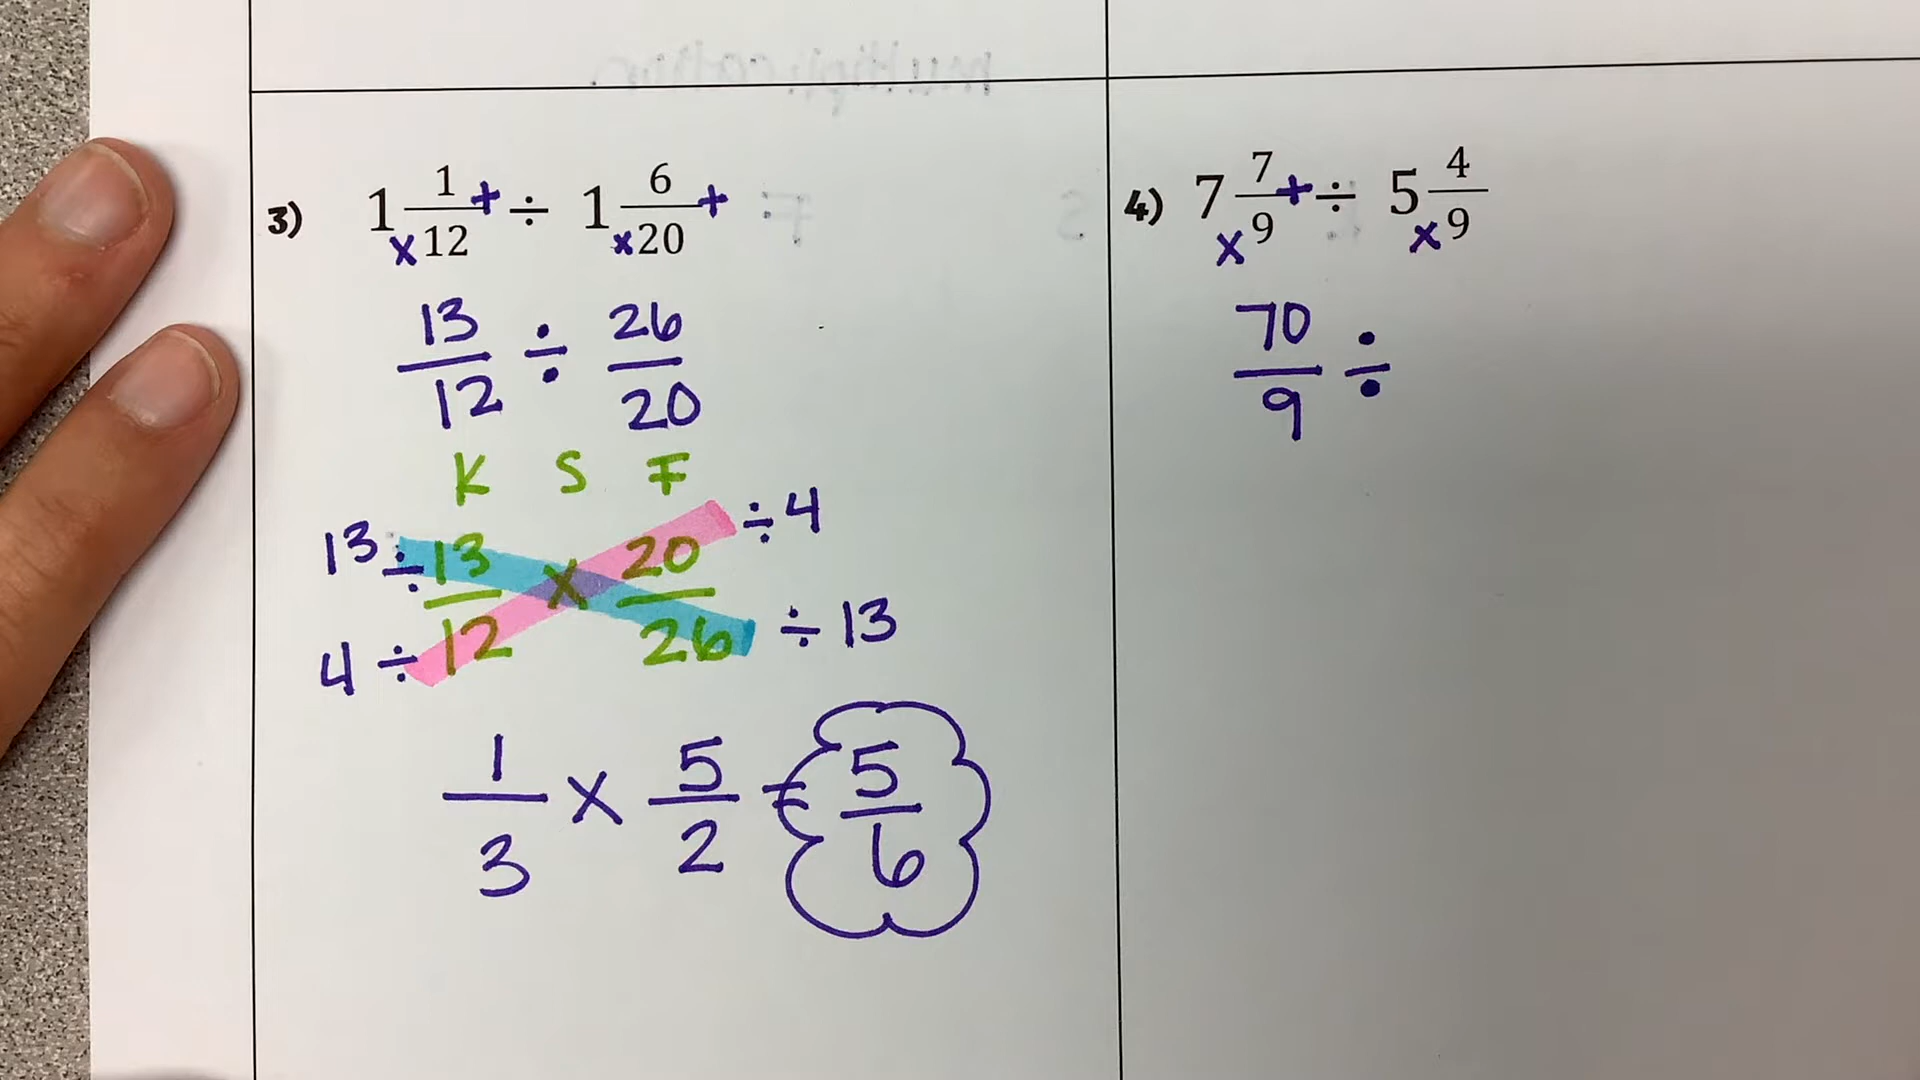 multiplication.
3) 1 1/12 + ÷ 1 6/20 +
x x
13/12 ÷ 26/20
K S F
13 ÷ 13/12 x 20/26 ÷ 4
4 ÷ ÷ 13
1/3 x 5/2 = 5/6
4) 7 7/9 + ÷ 5 4/9
x x
70/9 ÷